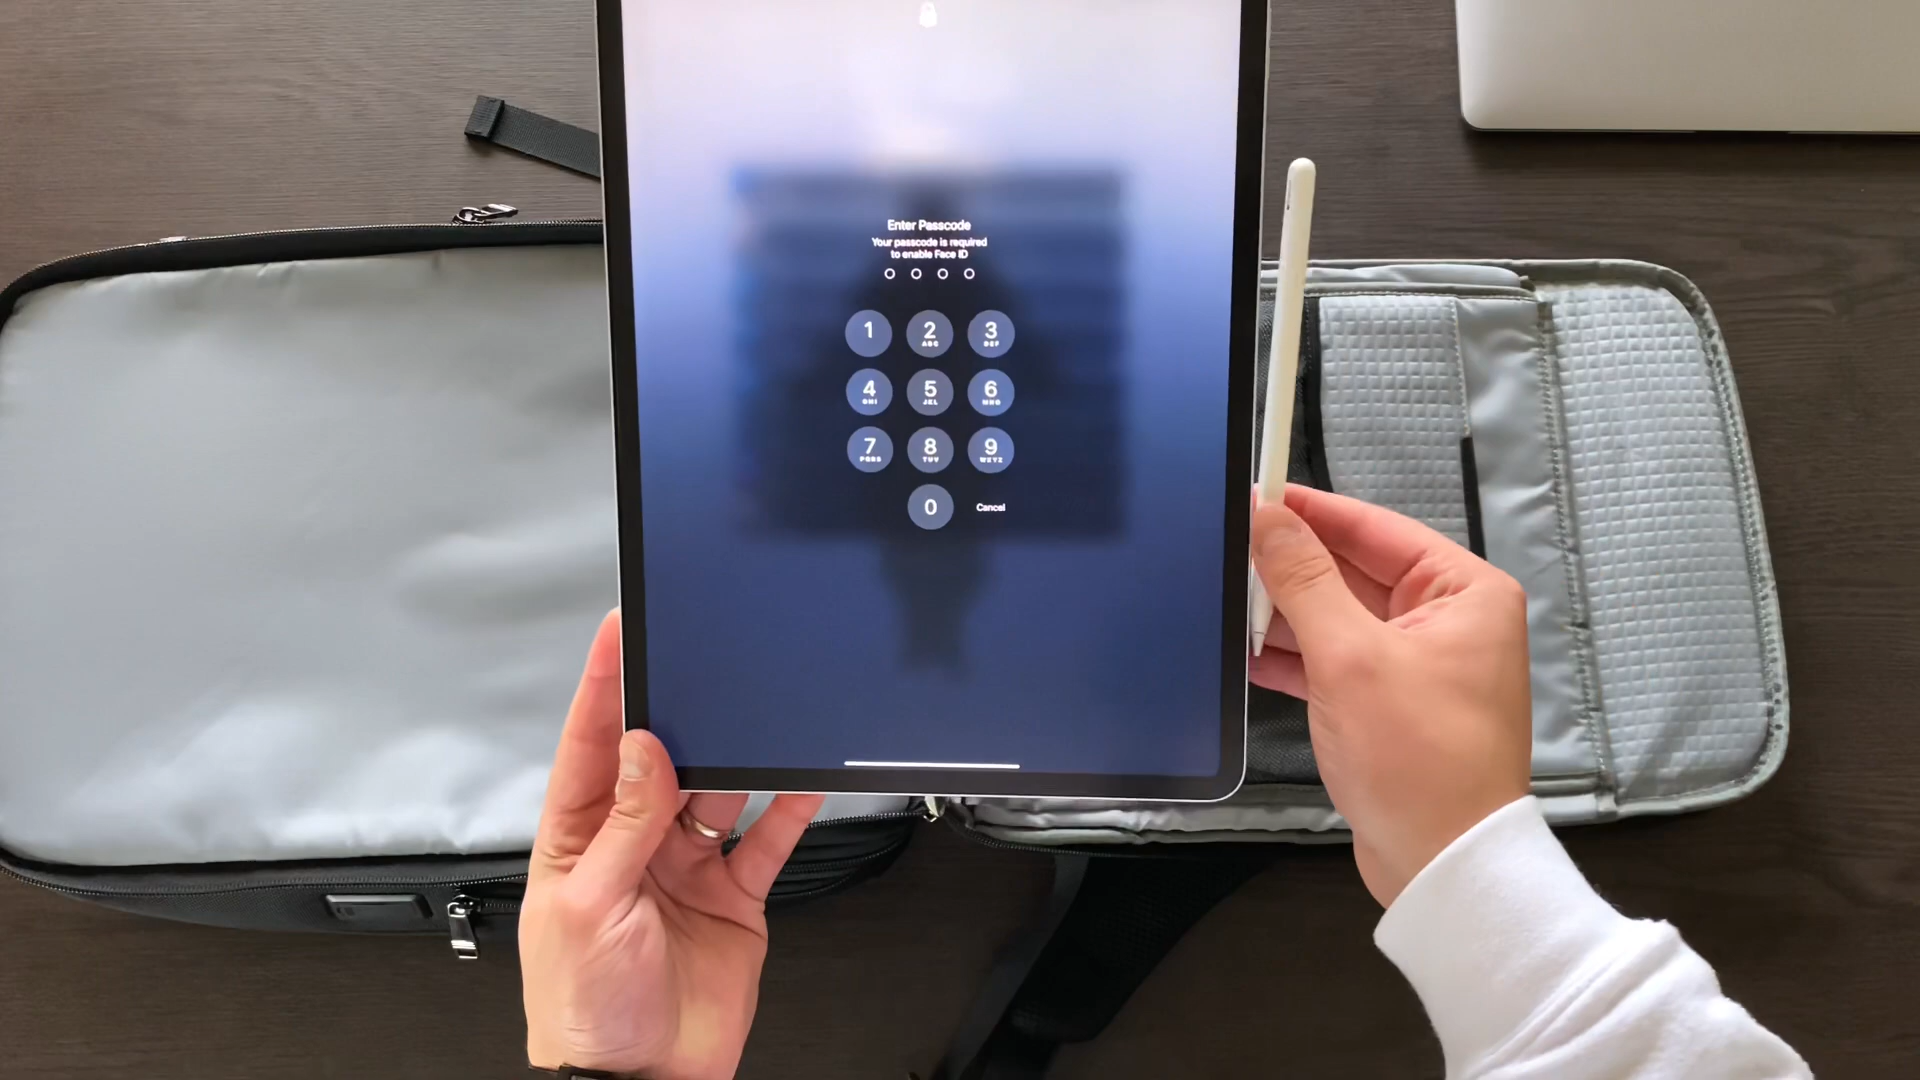 Enter Passcode
Your passcode is required
to enable Face ID
1 2 3
ABC DEF
4 5 6
GHI JKL MNO
7 8 9
PQRS TUV WXYZ
0 Cancel